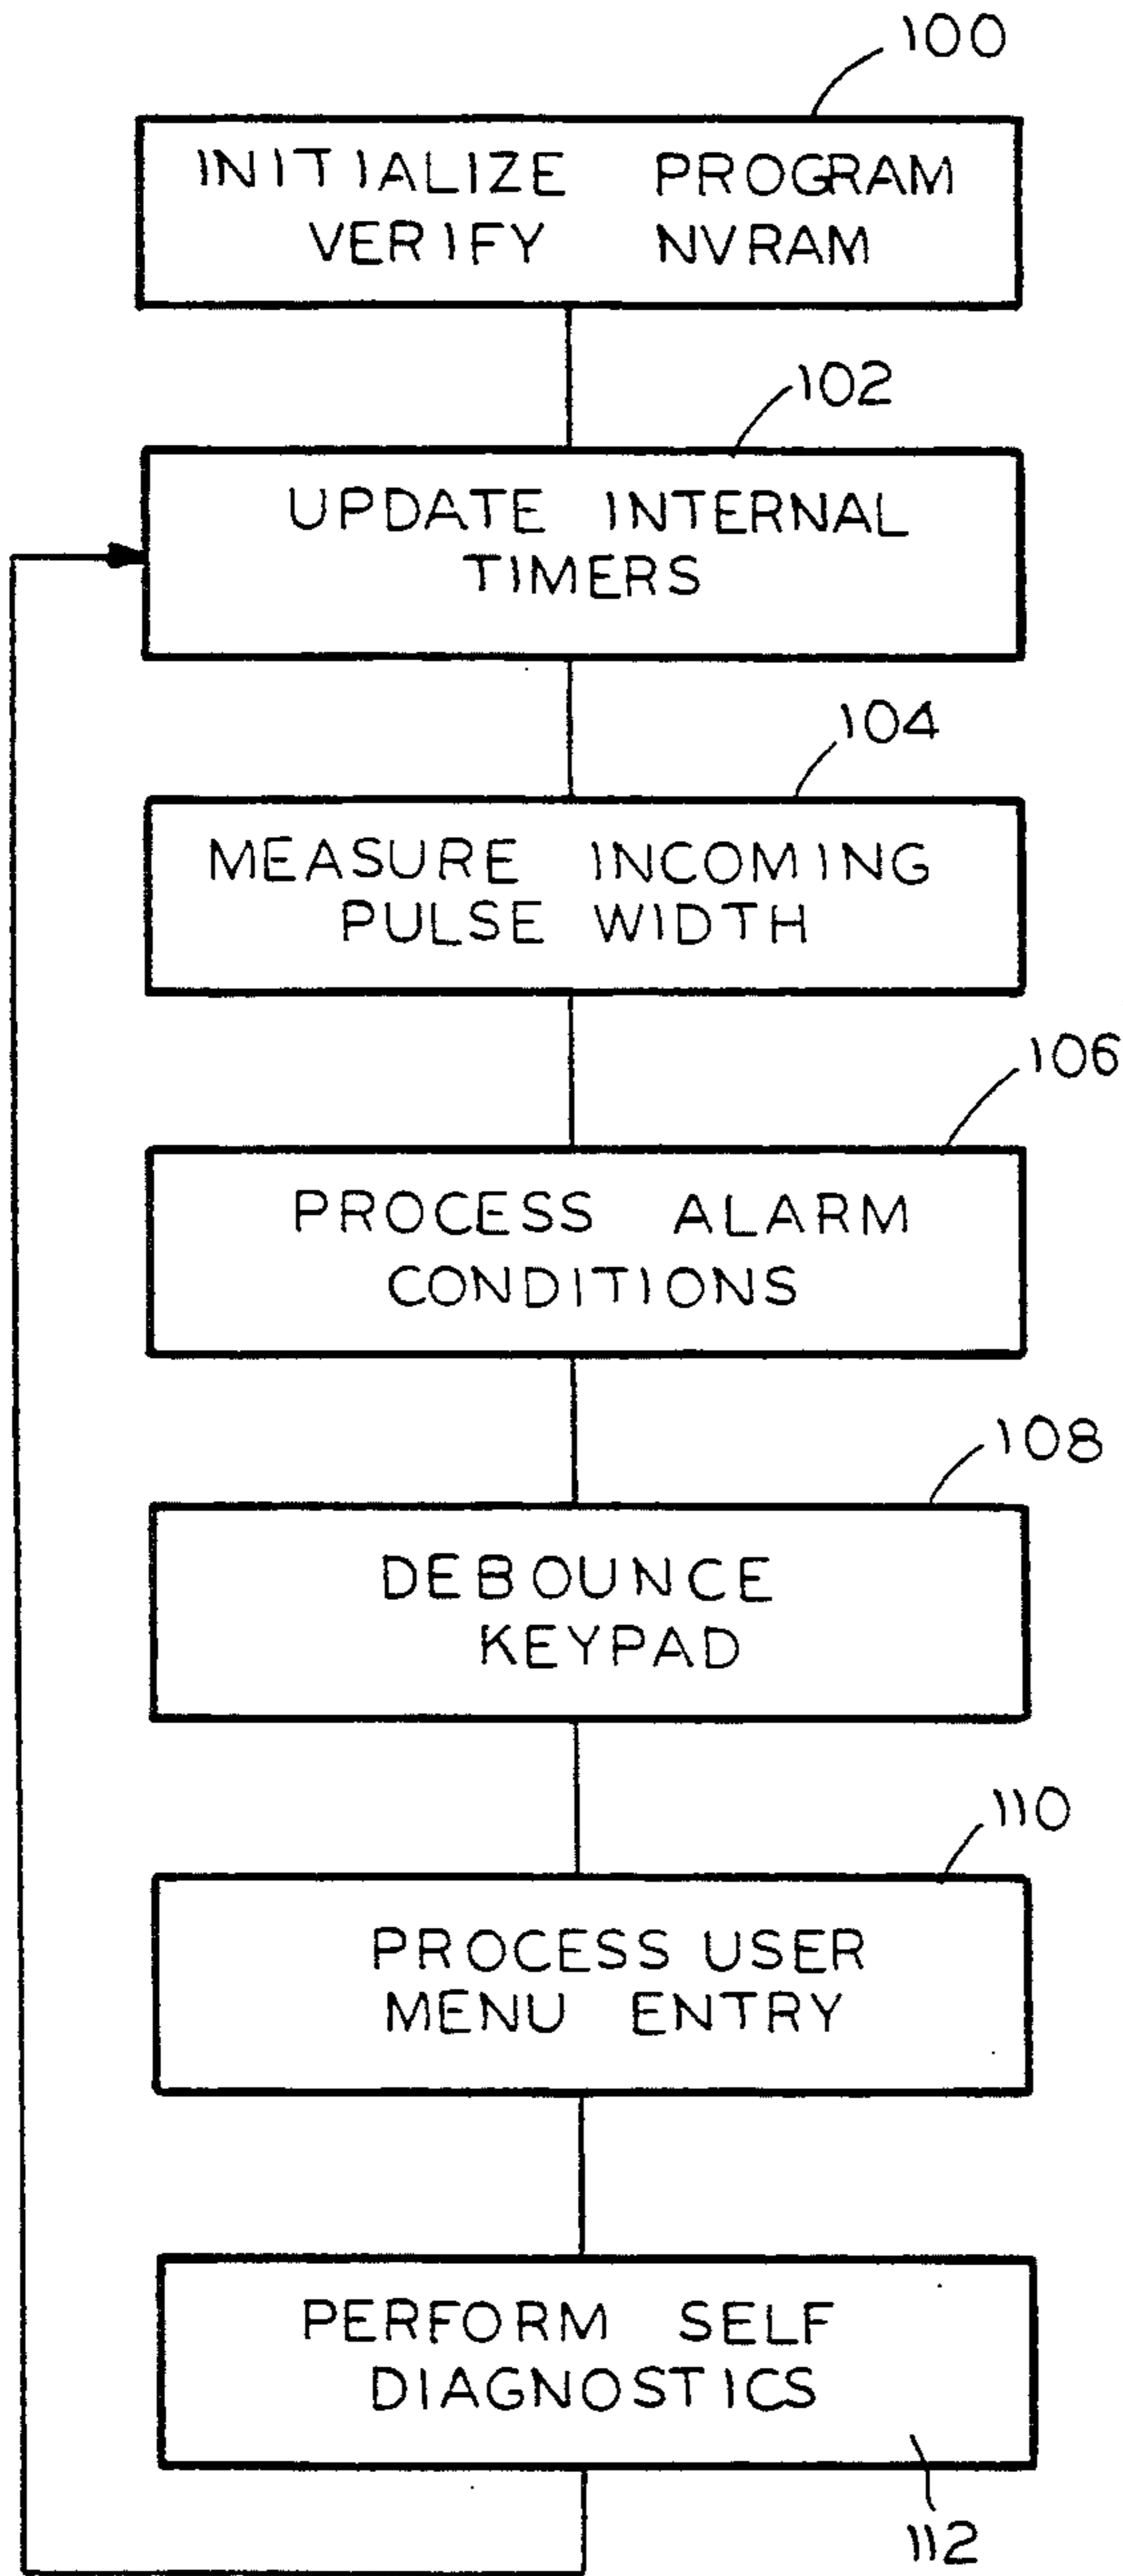 100
INITIALIZE PROGRAM
VERIFY NVRAM
102
UPDATE INTERNAL
TIMERS
104
MEASURE INCOMING
PULSE WIDTH
106
PROCESS ALARM
CONDITIONS
108
DEBOUNCE
KEYPAD
110
PROCESS USER
MENU ENTRY
PERFORM SELF
DIAGNOSTICS
112